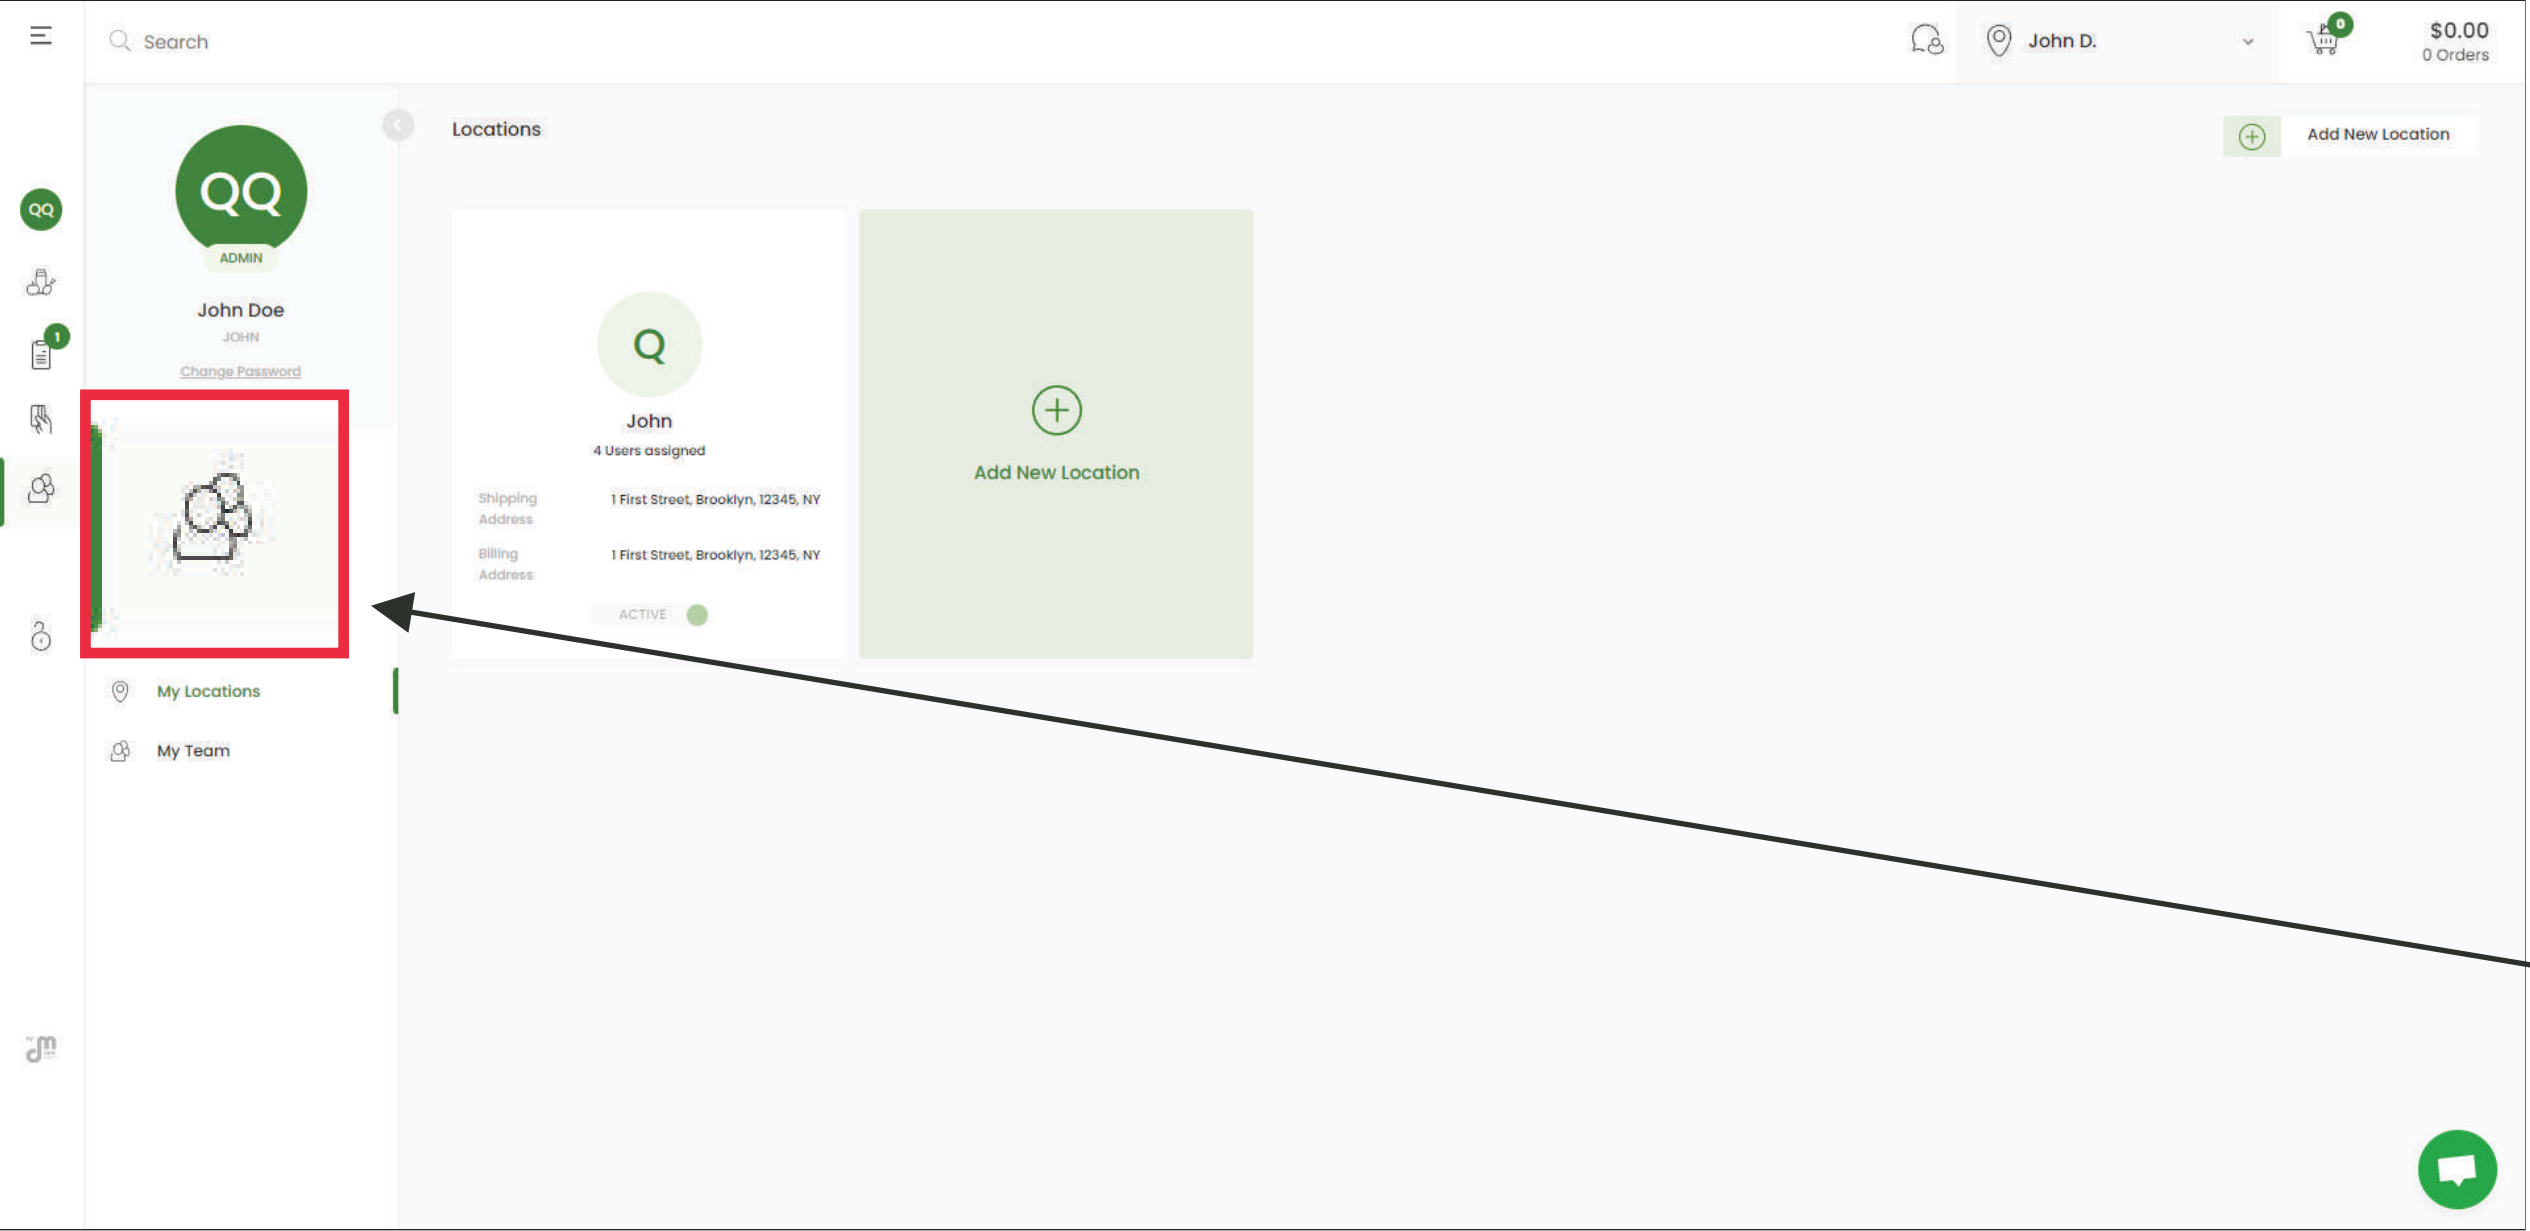 Search
John D.
0
$0.00
0 Orders
QQ
1
QQ
ADMIN
John Doe
JOHN
Change Password
My Locations
My Team
Locations
Add New Location
Q
John
4 Users assigned
Shipping
Address
1 First Street, Brooklyn, 12345, NY
Billing
Address
1 First Street, Brooklyn, 12345, NY
ACTIVE
Add New Location